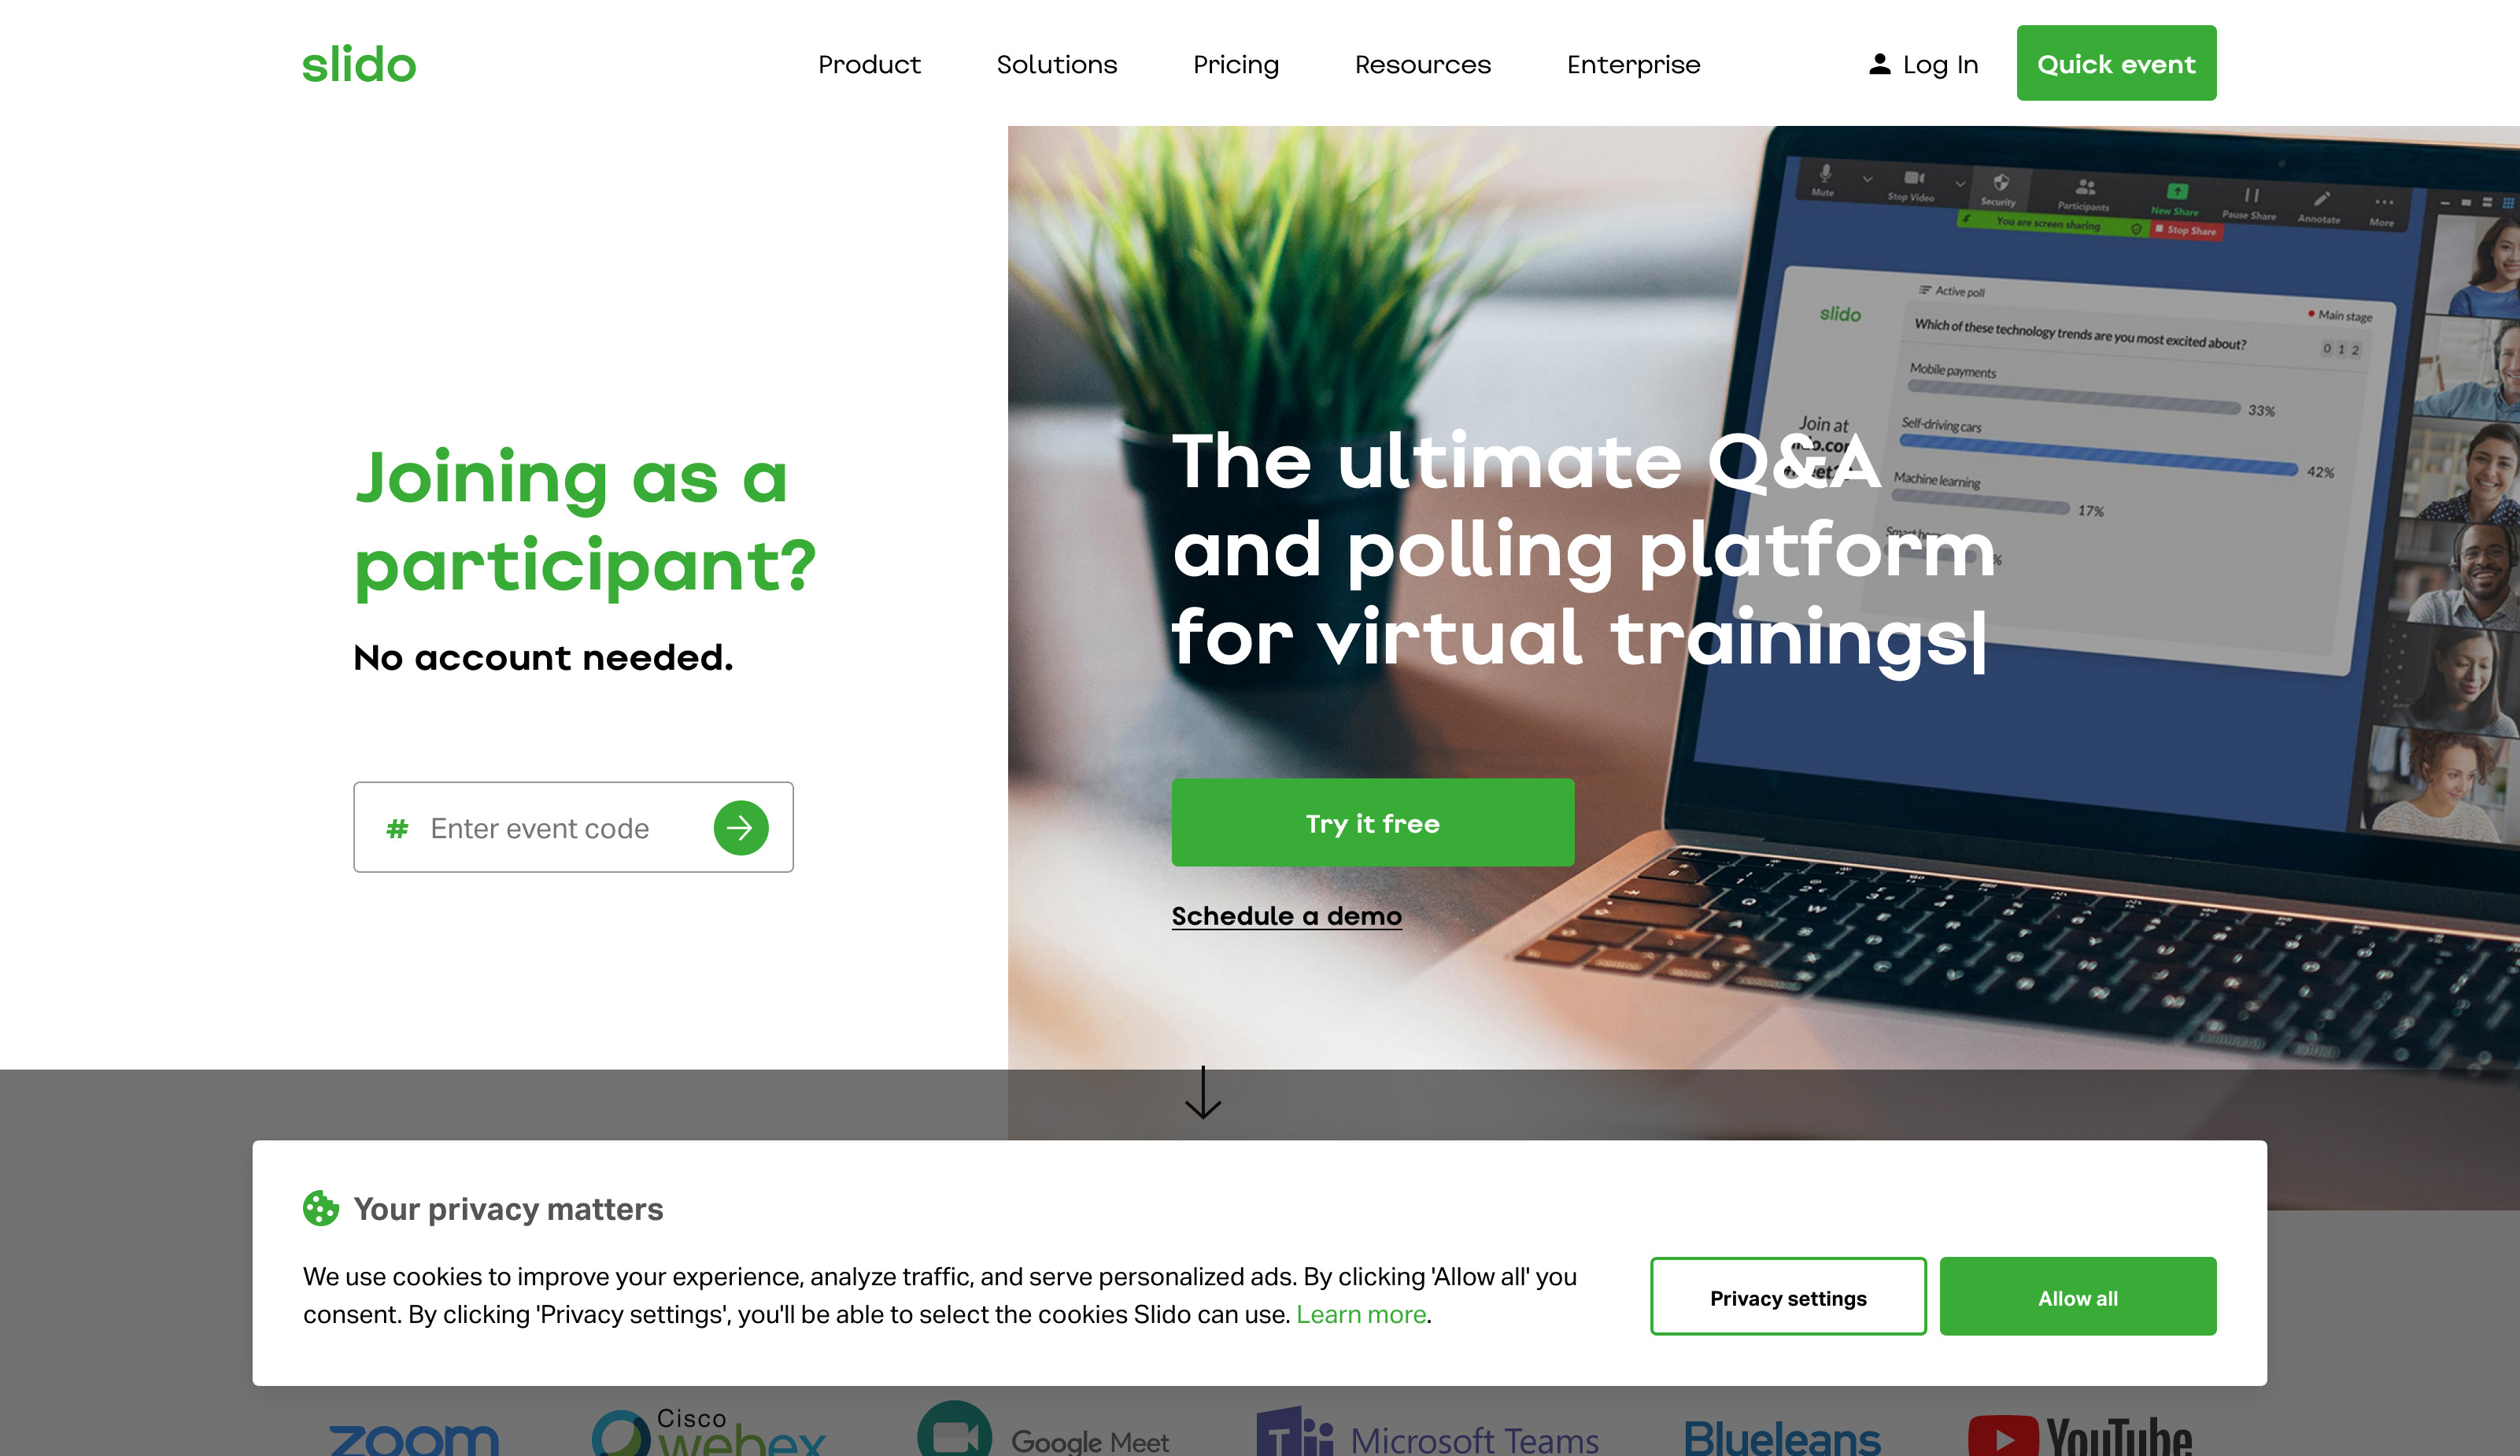 slido
Product
Solutions
Pricing
Resources
Enterprise
Log In
Quick event
Joining as a
participant?
No account needed.
# Enter event code
Mute
Stop Video
Security
Participants
New Share
Pause Share
Annotate
More
You are screen sharing
Stop Share
slido
Active poll
Main stage
Which of these technology trends are you most excited about?
0 1 2
Mobile payments
33%
Join at
Self-driving cars
42%
Machine learning
17%
The ultimate Q&A
and polling platform
for virtual trainings|
Try it free
Schedule a demo
Your privacy matters
We use cookies to improve your experience, analyze traffic, and serve personalized ads. By clicking 'Allow all' you
consent. By clicking 'Privacy settings', you'll be able to select the cookies Slido can use. Learn more.
Privacy settings
Allow all
zoom
Cisco
webex
Google Meet
Microsoft Teams
BlueJeans
YouTube